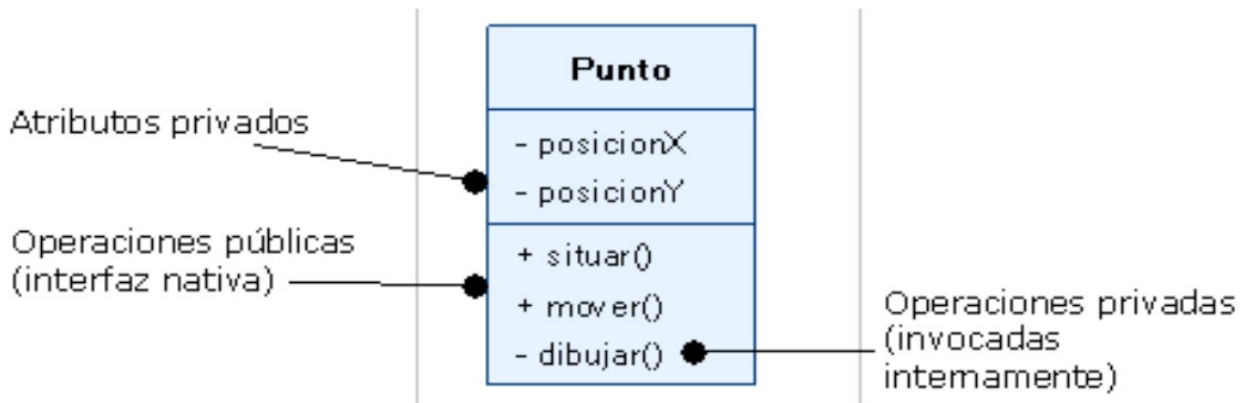 Punto
Atributos privados
- posicionX
- posicionY
Operaciones públicas
(interfaz nativa)
+ situar()
+ mover()
- dibujar()
Operaciones privadas
(invocadas
internamente)